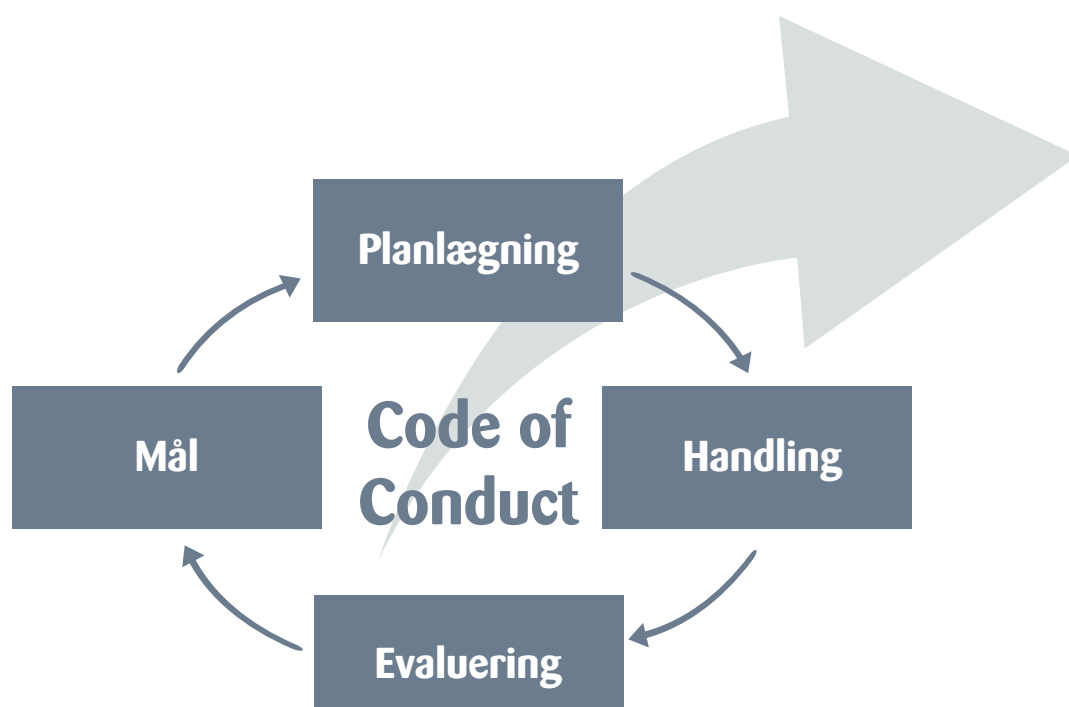 Planlægning
Mål
Code of
Conduct
Handling
Evaluering